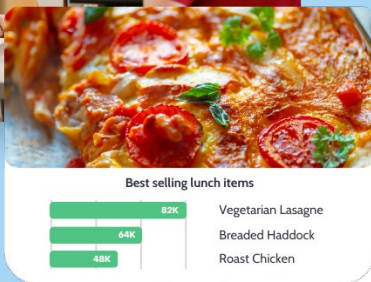 Best selling lunch items
82K Vegetarian Lasagne
64K Breaded Haddock
48K Roast Chicken